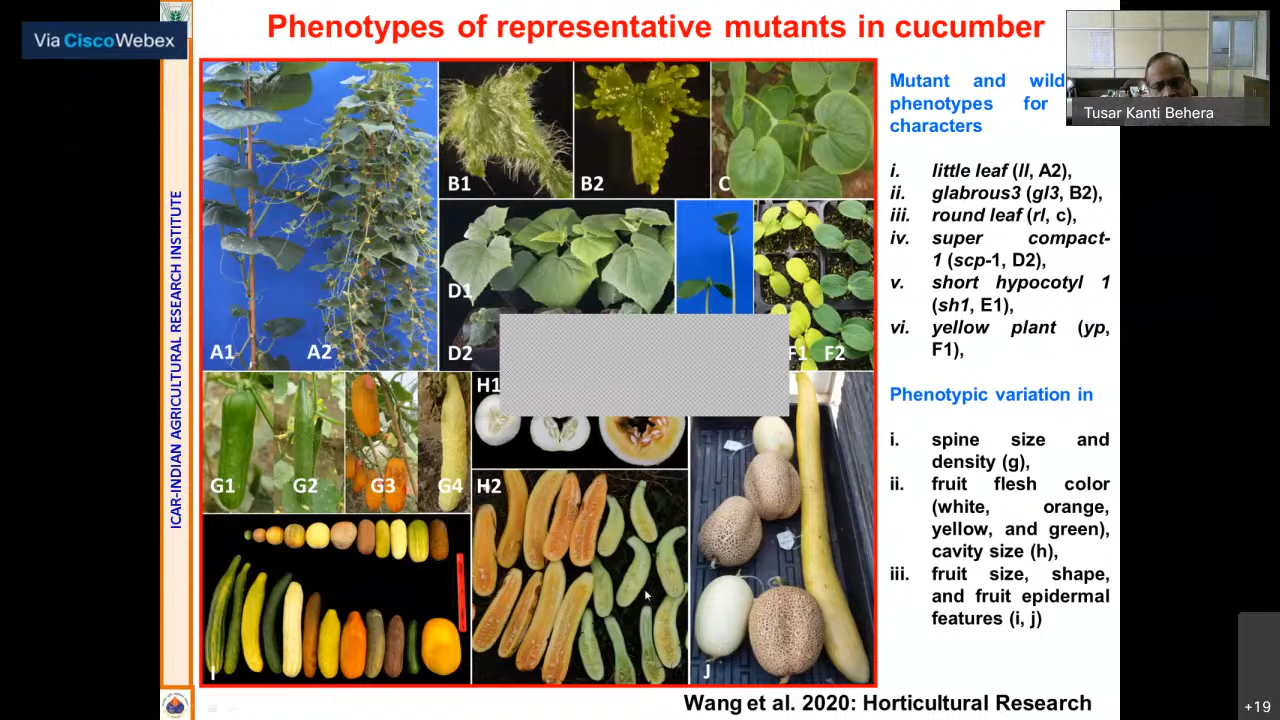 Via CiscoWebex
Phenotypes of representative mutants in cucumber
Tusar Kanti Behera
ICAR-INDIAN AGRICULTURAL RESEARCH INSTITUTE
A1
A2
B1
B2
C
D1
D2
F1
F2
G1
G2
G3
G4
H1
H2
I
J
Mutant and wild
phenotypes for
characters
i. little leaf (ll, A2),
ii. glabrous3 (gl3, B2),
iii. round leaf (rl, c),
iv. super compact-
1 (scp-1, D2),
v. short hypocotyl 1
(sh1, E1),
vi. yellow plant (yp,
F1),
Phenotypic variation in
i. spine size and
density (g),
ii. fruit flesh color
(white, orange,
yellow, and green),
cavity size (h),
iii. fruit size, shape,
and fruit epidermal
features (i, j)
Wang et al. 2020: Horticultural Research
+19